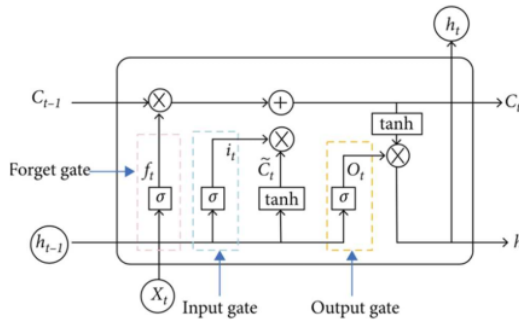 h_t
C_{t-1}
C_t
tanh
i_t
Forget gate
f_t
C̃_t
O_t
σ
σ
tanh
σ
h_{t-1}
h
X_t
Input gate
Output gate